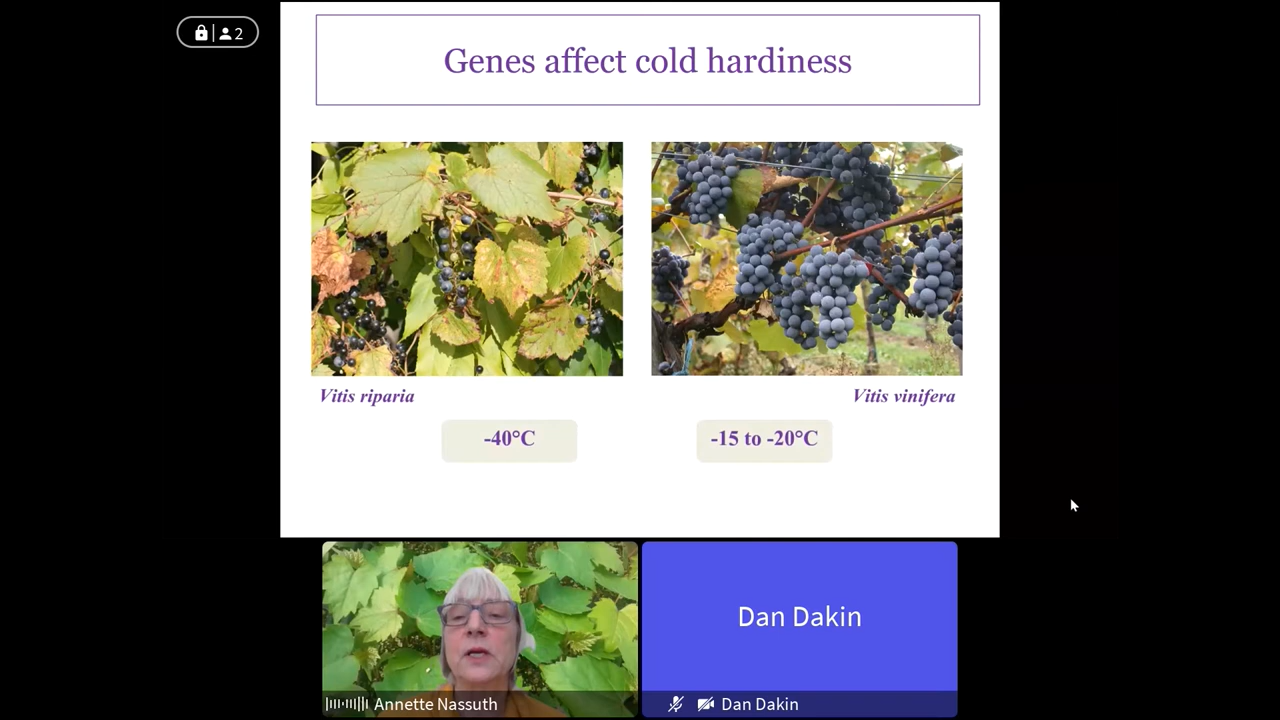 2
Genes affect cold hardiness
Vitis riparia
Vitis vinifera
-40°C
-15 to -20°C
Dan Dakin
Annette Nassuth
Dan Dakin